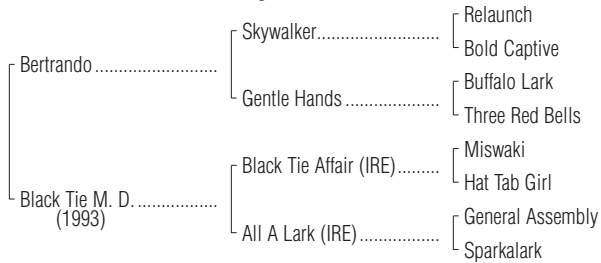 Relaunch
Skywalker....................
Bold Captive
Bertrando ..........................
Buffalo Lark
Gentle Hands ....................
Three Red Bells
Miswaki
Black Tie Affair (IRE).........
Hat Tab Girl
Black Tie M. D. .................
(1993)
General Assembly
All A Lark (IRE).................
Sparkalark